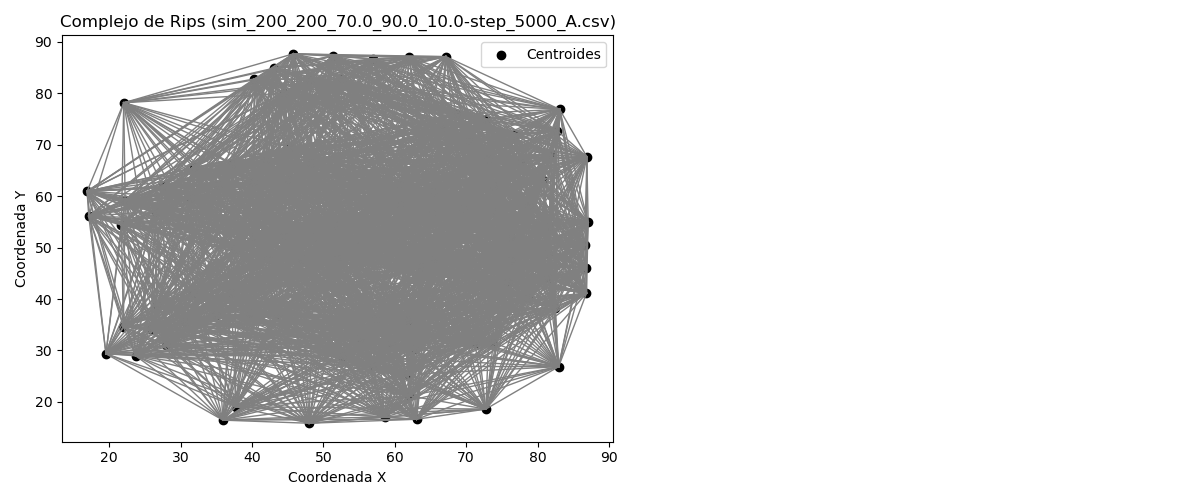 Complejo de Rips (sim_200_200_70.0_90.0_10.0-step_5000_A.csv)
Centroides
90
80
70
60
50
40
30
20
Coordenada Y
20 30 40 50 60 70 80 90
Coordenada X